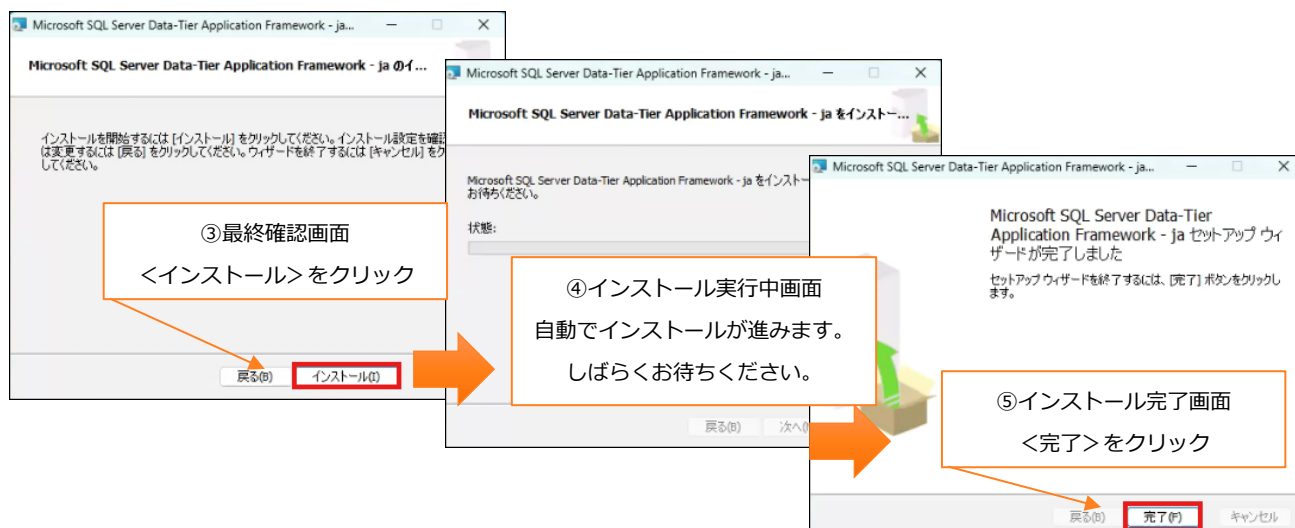 Microsoft SQL Server Data-Tier Application Framework - ja...
Microsoft SQL Server Data-Tier Application Framework - ja のイ...
インストールを開始するには [インストール] をクリックしてください。インストール設定を確認
は変更するには [戻る] をクリックしてください。ウィザードを終了するには [キャンセル] をク
してください。
③最終確認画面
＜インストール＞をクリック
戻る(B)
インストール(I)
Microsoft SQL Server Data-Tier Application Framework - ja...
Microsoft SQL Server Data-Tier Application Framework - ja をインストー...
Microsoft SQL Server Data-Tier Application Framework - ja をインストー
お待ちください。
状態:
④インストール実行中画面
自動でインストールが進みます。
しばらくお待ちください。
戻る(B)
次へ(
Microsoft SQL Server Data-Tier Application Framework - ja...
Microsoft SQL Server Data-Tier
Application Framework - ja セットアップ ウィ
ザードが完了しました
セットアップ ウィザードを終了するには、[完了] ボタンをクリックし
ます。
⑤インストール完了画面
＜完了＞をクリック
戻る(B)
完了(F)
キャンセル